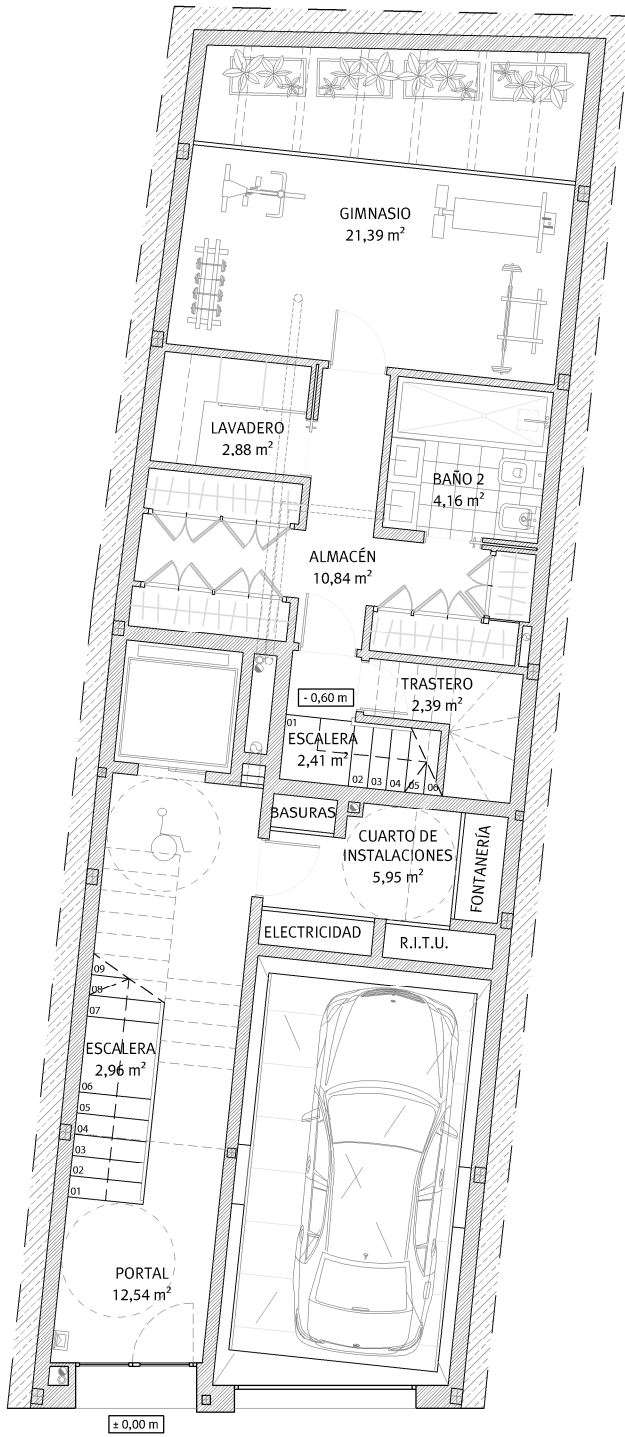 GIMNASIO
21,39 m²
LAVADERO
2,88 m²
BAÑO 2
4,16 m²
ALMACÉN
10,84 m²
TRASTERO
2,39 m²
- 0,60 m
01
ESCALERA
2,41 m²
02
03
04
05
06
BASURAS
CUARTO DE
INSTALACIONES
5,95 m²
FONTANERÍA
ELECTRICIDAD
R.I.T.U.
09
08
07
ESCALERA
2,96 m²
06
05
04
03
02
01
PORTAL
12,54 m²
± 0,00 m